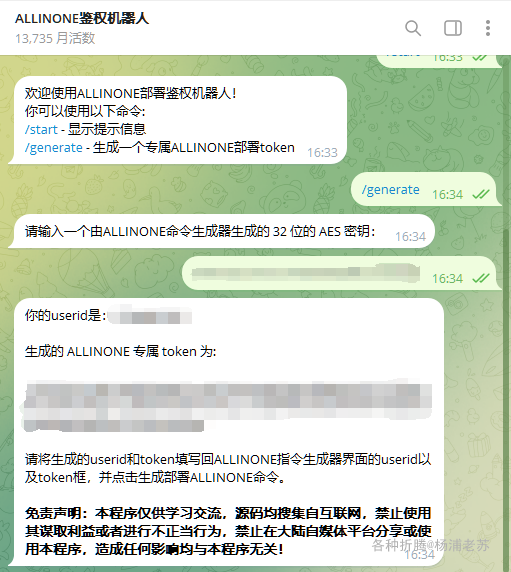 ALLINONE鉴权机器人
13,735 月活数
16:33
欢迎使用ALLINONE部署鉴权机器人！
你可以使用以下命令:
/start - 显示提示信息
/generate - 生成一个专属ALLINONE部署token
16:33
/generate
16:34
请输入一个由ALLINONE命令生成器生成的 32 位的 AES 密钥：
16:34
16:34
你的userid是：
生成的 ALLINONE 专属 token 为:
请将生成的userid和token填写回ALLINONE指令生成器界面的userid以
及token框，并点击生成部署ALLINONE命令。
免责声明：本程序仅供学习交流，源码均搜集自互联网，禁止使用
其谋取利益或者进行不正当行为，禁止在大陆自媒体平台分享或使
用本程序，造成任何影响均与本程序无关！
各种折腾@杨浦老苏
16:34